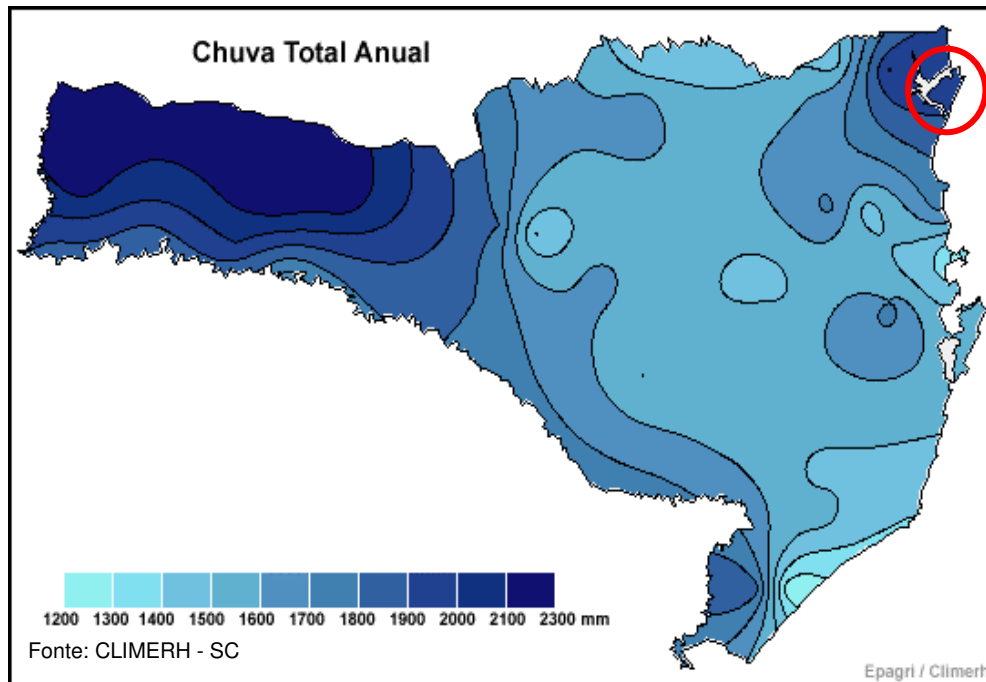 Chuva Total Anual
1200 1300 1400 1500 1600 1700 1800 1900 2000 2100 2300 mm
Fonte: CLIMERH - SC
Epagri / Climerh